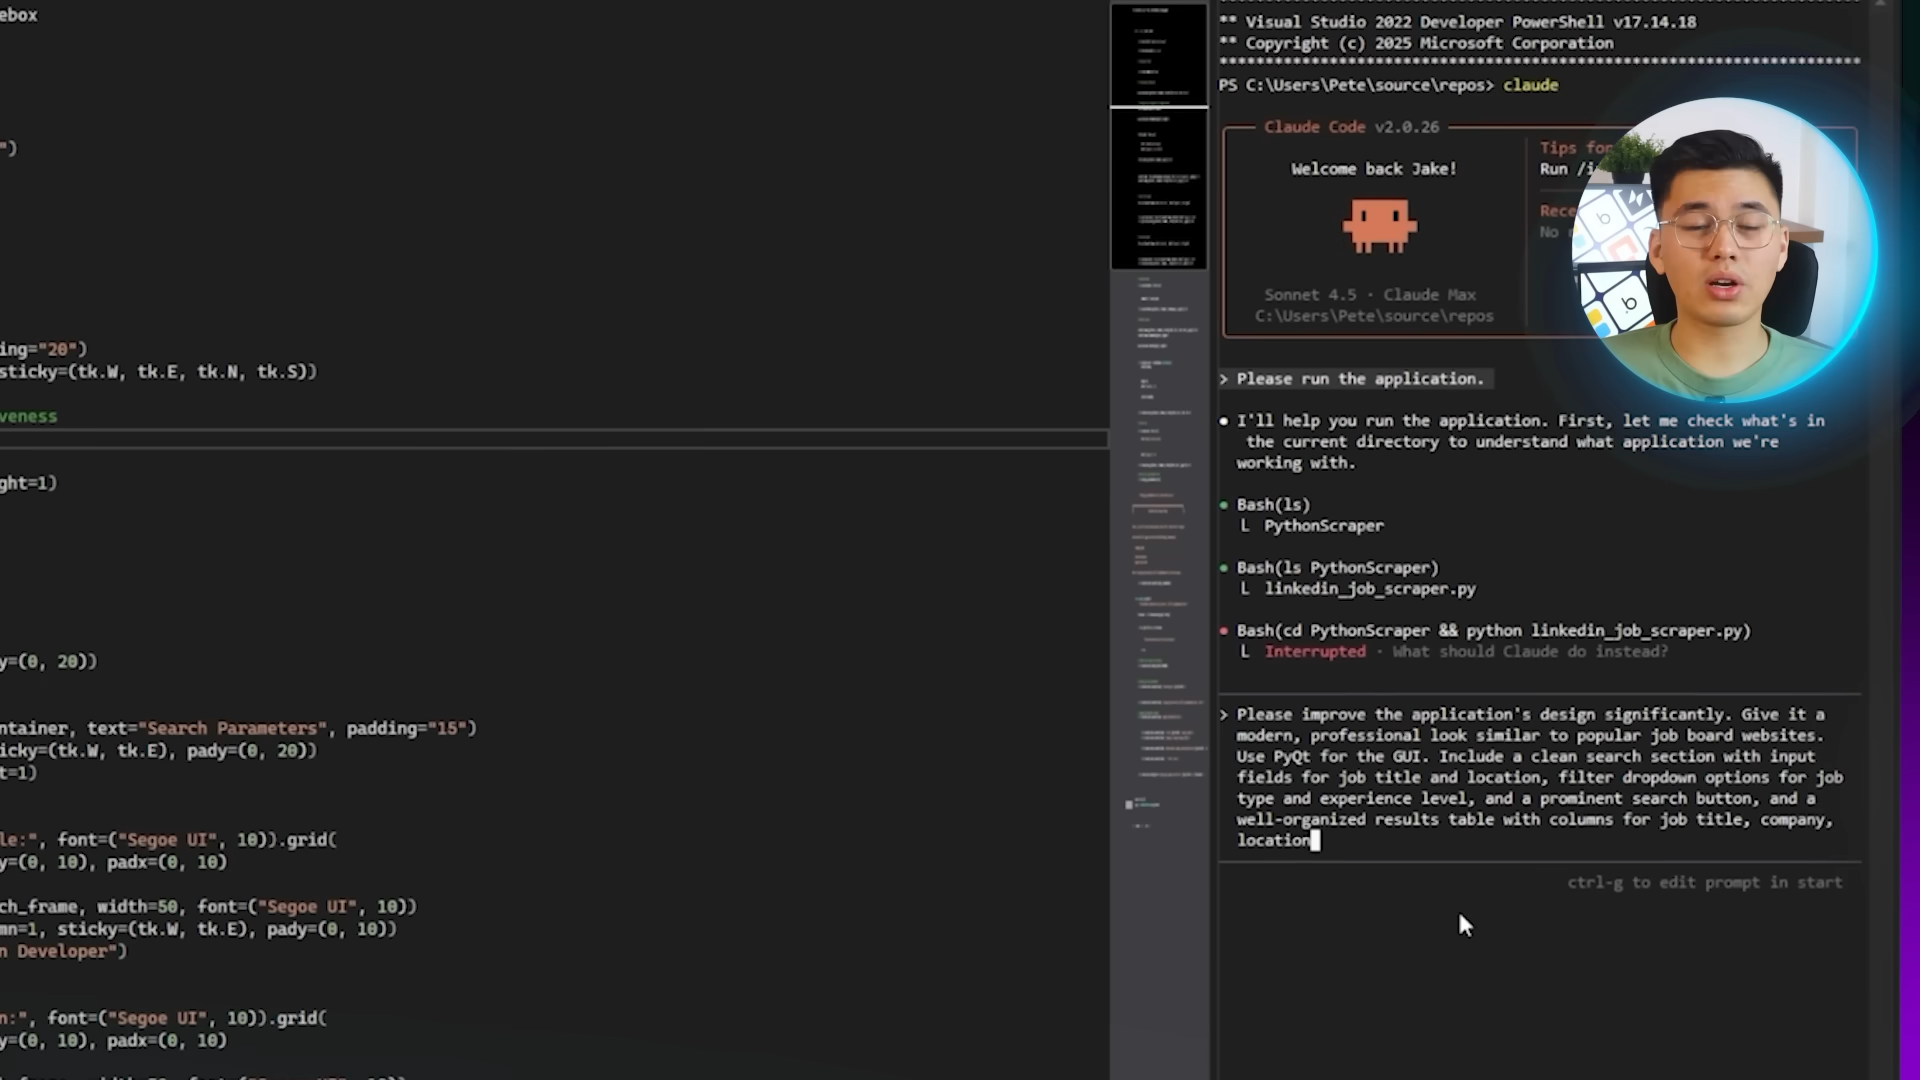 ebox
")
ing="20")
sticky=(tk.W, tk.E, tk.N, tk.S))
veness
ght=1)
y=(0, 20))
ntainer, text="Search Parameters", padding="15")
icky=(tk.W, tk.E), pady=(0, 20))
t=1)
le:", font=("Segoe UI", 10)).grid(
y=(0, 10), padx=(0, 10)
ch_frame, width=50, font=("Segoe UI", 10))
mn=1, sticky=(tk.W, tk.E), pady=(0, 10))
n Developer")
n:", font=("Segoe UI", 10)).grid(
y=(0, 10), padx=(0, 10)
** Visual Studio 2022 Developer PowerShell v17.14.18
** Copyright (c) 2025 Microsoft Corporation
**********************************************************************
PS C:\Users\Pete\source\repos> claude
Claude Code v2.0.26
Welcome back Jake!
Sonnet 4.5 · Claude Max
C:\Users\Pete\source\repos
Tips for
Run /i
Rece
No
> Please run the application.
● I'll help you run the application. First, let me check what's in
the current directory to understand what application we're
working with.
● Bash(ls)
└ PythonScraper
● Bash(ls PythonScraper)
└ linkedin_job_scraper.py
● Bash(cd PythonScraper && python linkedin_job_scraper.py)
└ Interrupted · What should Claude do instead?
> Please improve the application's design significantly. Give it a
modern, professional look similar to popular job board websites.
Use PyQt for the GUI. Include a clean search section with input
fields for job title and location, filter dropdown options for job
type and experience level, and a prominent search button, and a
well-organized results table with columns for job title, company,
location
ctrl-g to edit prompt in start